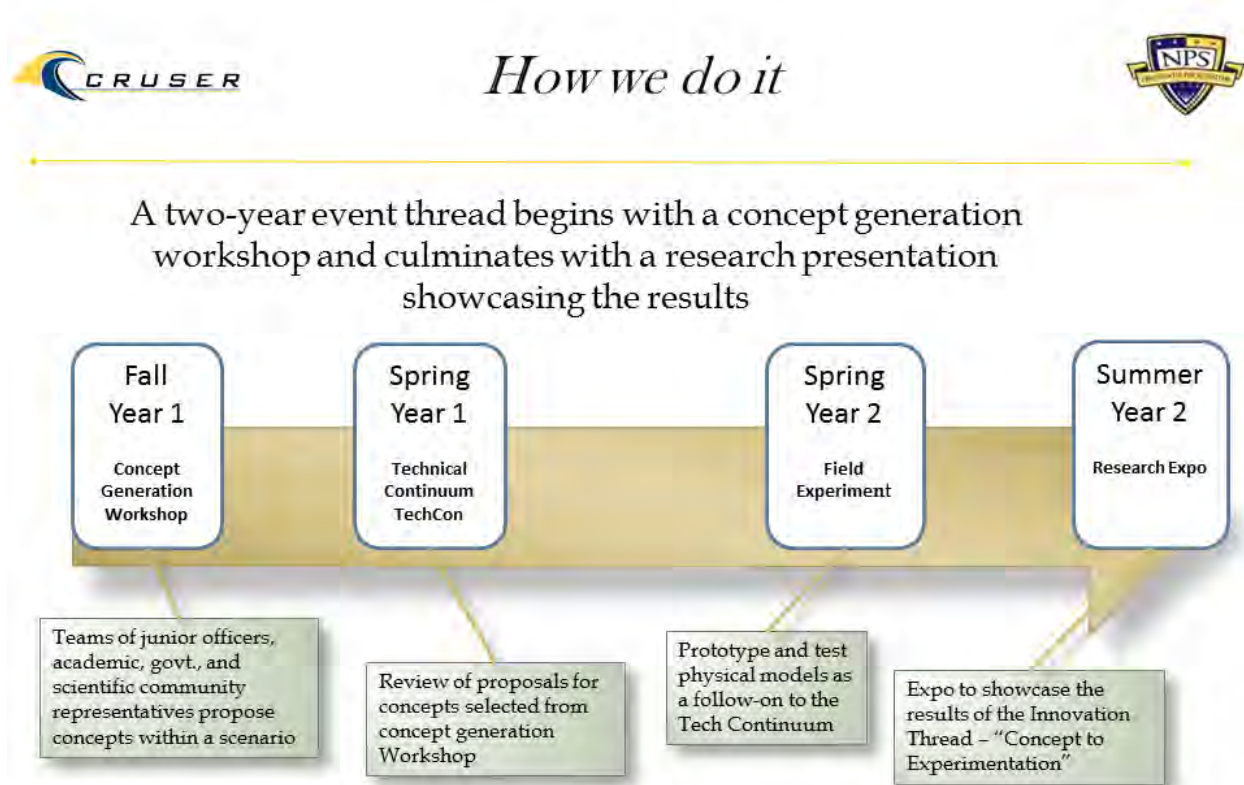 CRUSER
How we do it
NPS
A two-year event thread begins with a concept generation
workshop and culminates with a research presentation
showcasing the results
Fall
Year 1
Concept
Generation
Workshop
Spring
Year 1
Technical
Continuum
TechCon
Spring
Year 2
Field
Experiment
Summer
Year 2
Research Expo
Teams of junior officers,
academic, govt., and
scientific community
representatives propose
concepts within a scenario
Review of proposals for
concepts selected from
concept generation
Workshop
Prototype and test
physical models as
a follow-on to the
Tech Continuum
Expo to showcase the
results of the Innovation
Thread – “Concept to
Experimentation”